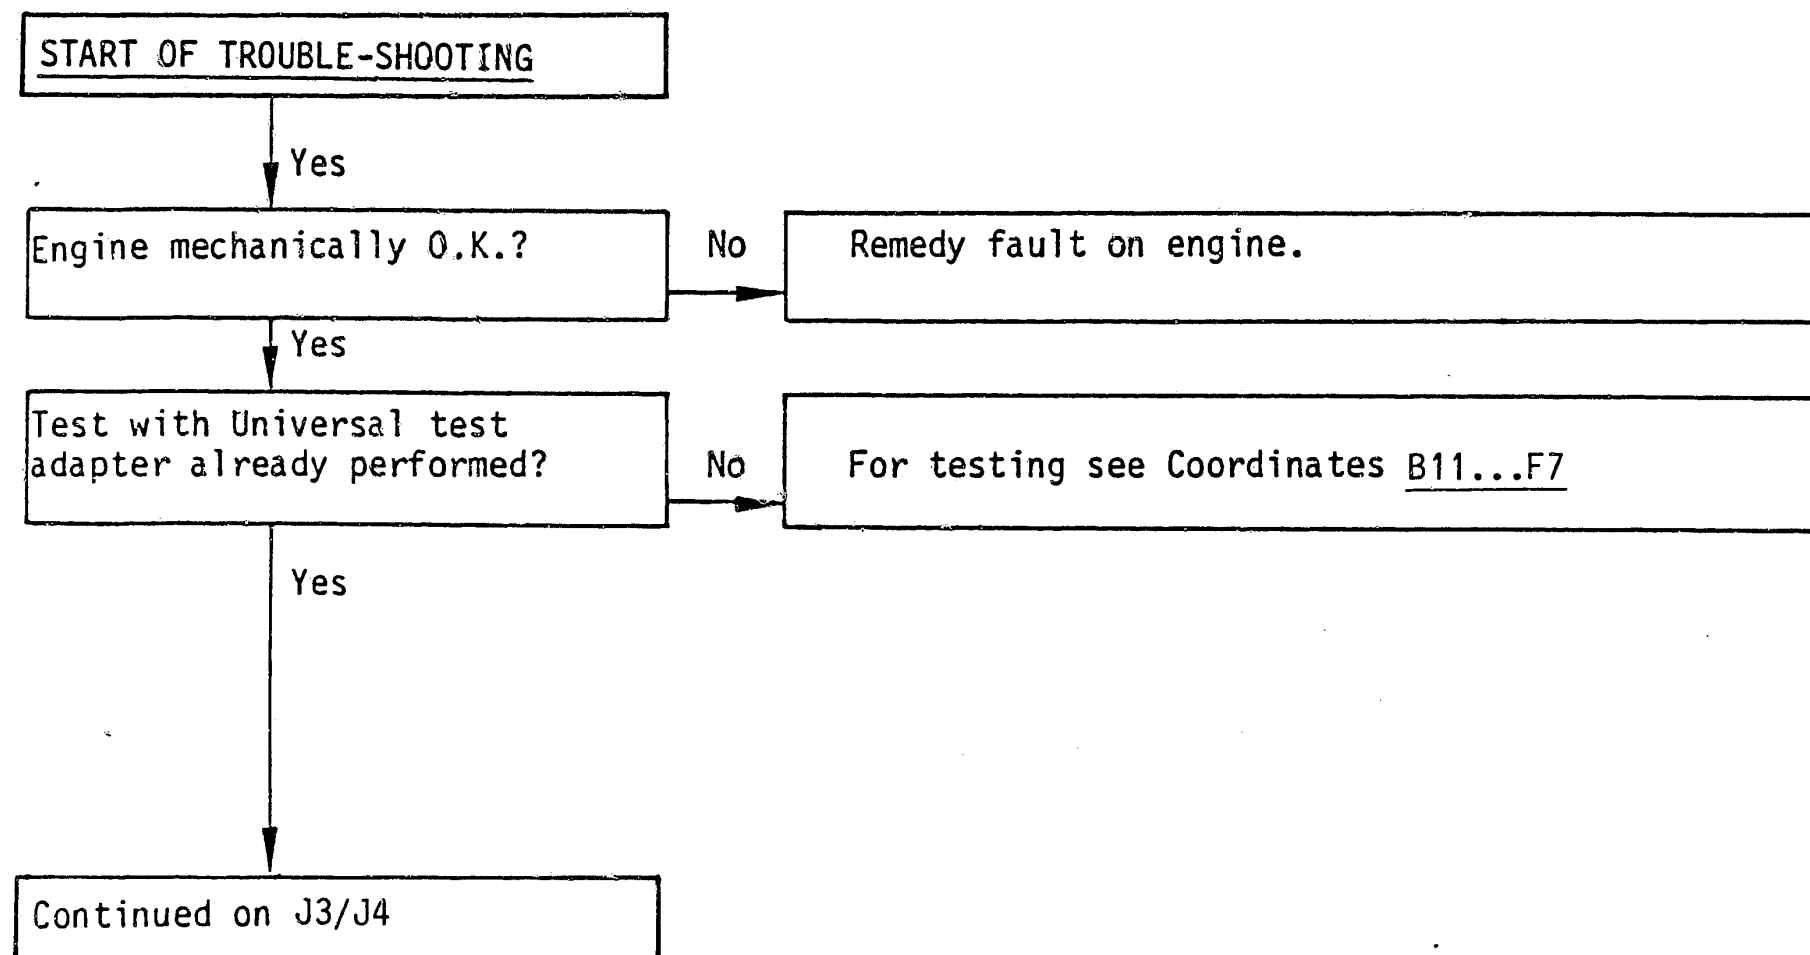 START OF TROUBLE-SHOOTING
Yes
Engine mechanically O.K.?
No
Remedy fault on engine.
Yes
Test with Universal test
adapter already performed?
No
For testing see Coordinates B11...F7
Yes
Continued on J3/J4